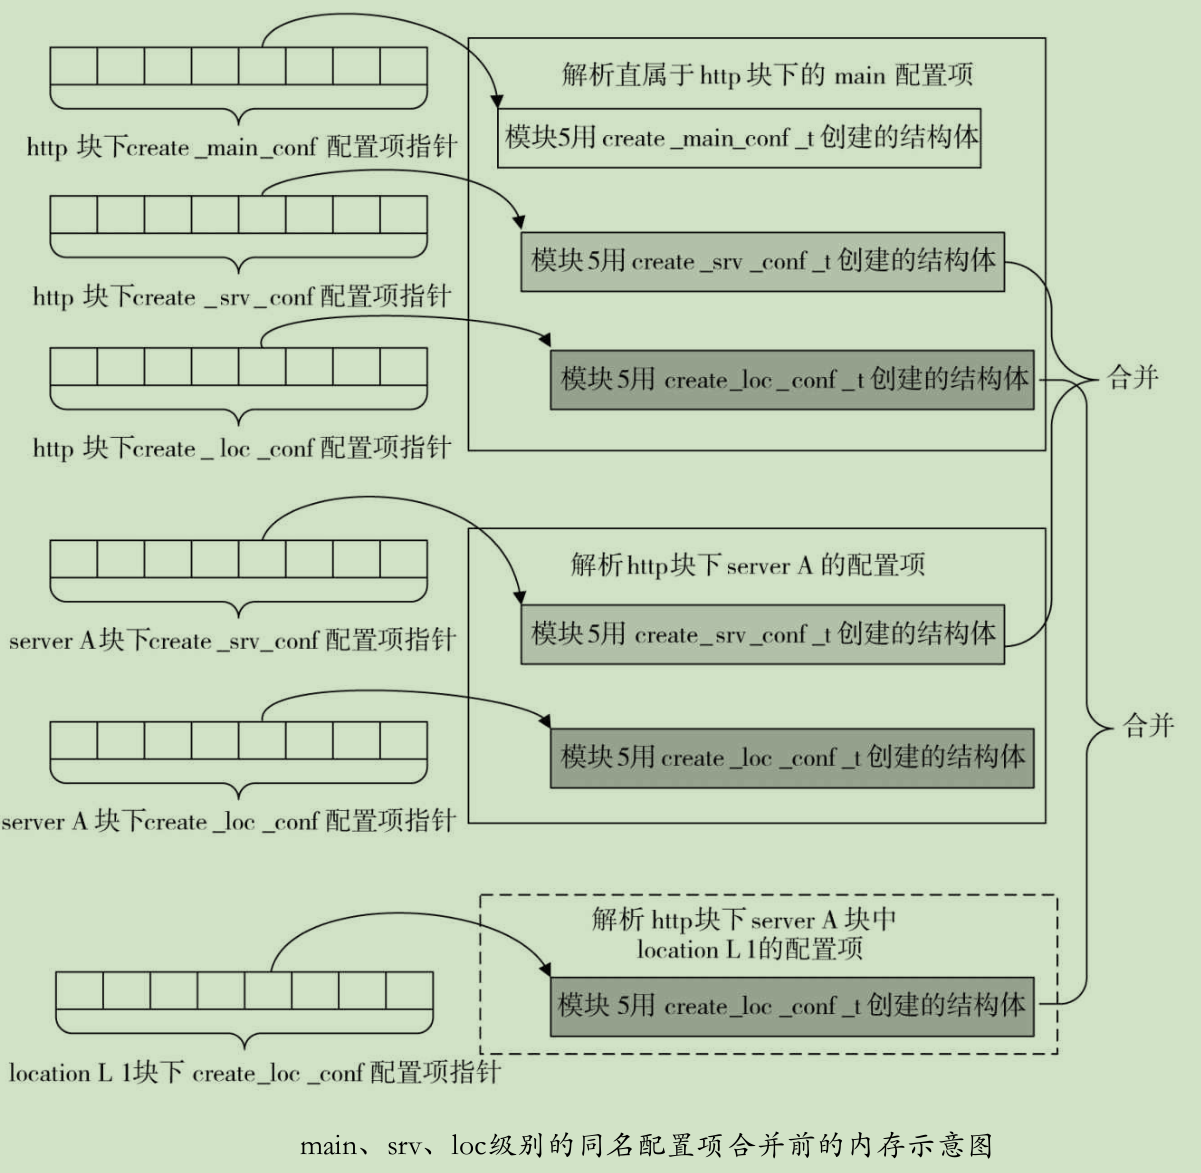 解析直属于http块下的 main 配置项
模块5用 create _main_conf _t 创建的结构体
http 块下create _main_conf 配置项指针
模块 5用 create _srv _conf _t 创建的结构体
http 块下create _ srv _ conf 配置项指针
模块 5用 create_loc _conf _t 创建的结构体
合并
http 块下create _ loc _conf 配置项指针
解析http块下 server A 的配置项
模块 5用 create_srv _conf _t 创建的结构体
server A块下create _srv_conf 配置项指针
合并
模块 5用 create _loc _conf _t 创建的结构体
server A 块下create _loc _conf 配置项指针
解析 http块下 server A 块中
location L 1的配置项
模块 5用 create_loc _conf _t 创建的结构体
location L 1块下 create_loc _conf 配置项指针
main、srv、loc级别的同名配置项合并前的内存示意图